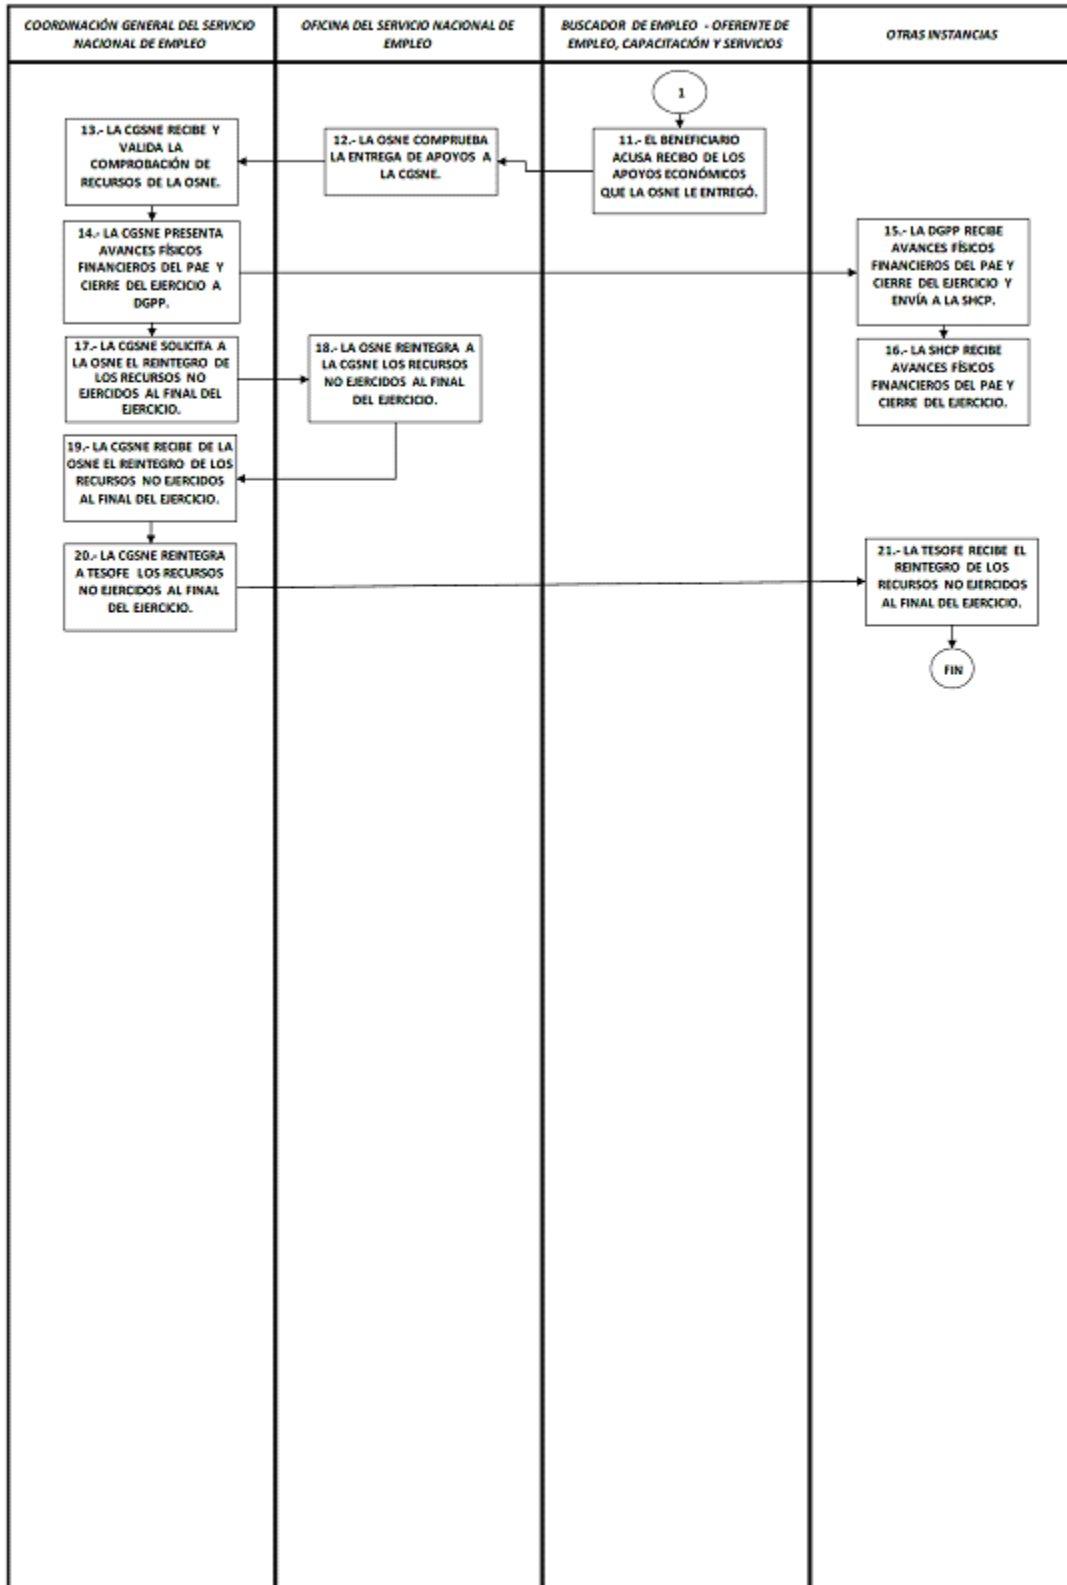 COORDINACIÓN GENERAL DEL SERVICIO
NACIONAL DE EMPLEO
OFICINA DEL SERVICIO NACIONAL DE
EMPLEO
BUSCADOR DE EMPLEO - OFERENTE DE
EMPLEO, CAPACITACIÓN Y SERVICIOS
OTRAS INSTANCIAS
1
11.- EL BENEFICIARIO
ACUSA RECIBO DE LOS
APOYOS ECONÓMICOS
QUE LA OSNE LE ENTREGÓ.
12.- LA OSNE COMPRUEBA
LA ENTREGA DE APOYOS A
LA CGSNE.
13.- LA CGSNE RECIBE Y
VALIDA LA
COMPROBACIÓN DE
RECURSOS DE LA OSNE.
14.- LA CGSNE PRESENTA
AVANCES FÍSICOS
FINANCIEROS DEL PAE Y
CIERRE DEL EJERCICIO A
DGPP.
15.- LA DGPP RECIBE
AVANCES FÍSICOS
FINANCIEROS DEL PAE Y
CIERRE DEL EJERCICIO Y
ENVÍA A LA SHCP.
16.- LA SHCP RECIBE
AVANCES FÍSICOS
FINANCIEROS DEL PAE Y
CIERRE DEL EJERCICIO.
17.- LA CGSNE SOLICITA A
LA OSNE EL REINTEGRO DE
LOS RECURSOS NO
EJERCIDOS AL FINAL DEL
EJERCICIO.
18.- LA OSNE REINTEGRA A
LA CGSNE LOS RECURSOS
NO EJERCIDOS AL FINAL
DEL EJERCICIO.
19.- LA CGSNE RECIBE DE LA
OSNE EL REINTEGRO DE LOS
RECURSOS NO EJERCIDOS
AL FINAL DEL EJERCICIO.
20.- LA CGSNE REINTEGRA
A TESOFE LOS RECURSOS
NO EJERCIDOS AL FINAL
DEL EJERCICIO.
21.- LA TESOFE RECIBE EL
REINTEGRO DE LOS
RECURSOS NO EJERCIDOS
AL FINAL DEL EJERCICIO.
FIN